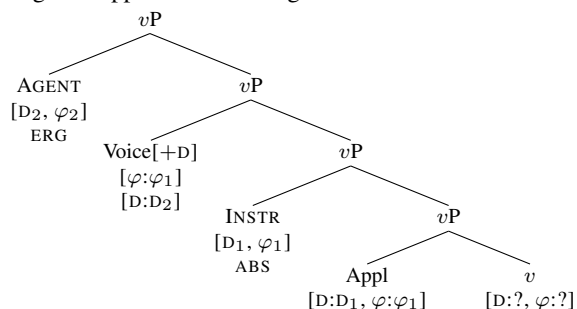 vP
AGENT
[D₂, φ₂]
ERG
vP
Voice[+D]
[φ:φ₁]
[D:D₂]
vP
INSTR
[D₁, φ₁]
ABS
vP
Appl
[D:D₁, φ:φ₁]
v
[D:?, φ:?]